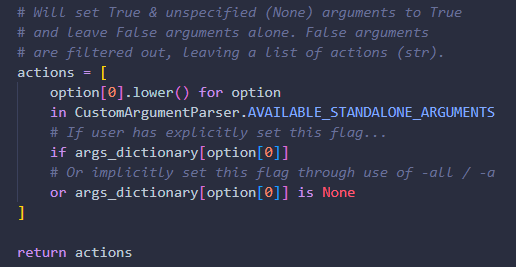 # Will set True & unspecified (None) arguments to True
# and leave False arguments alone. False arguments
# are filtered out, leaving a list of actions (str).
actions = [
    option[0].lower() for option
    in CustomArgumentParser.AVAILABLE_STANDALONE_ARGUMENTS
    # If user has explicitly set this flag...
    if args_dictionary[option[0]]
    # Or implicitly set this flag through use of -all / -a
    or args_dictionary[option[0]] is None
]

return actions